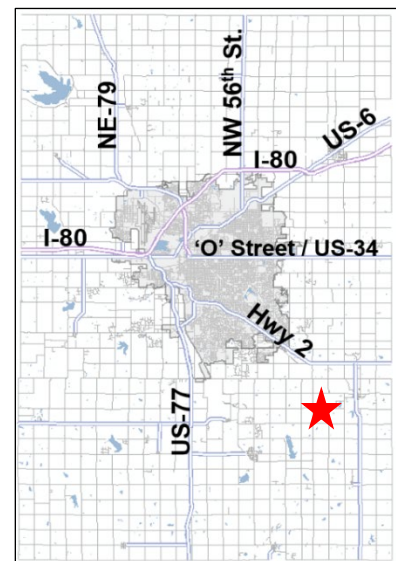 NE-79
NW 56th St.
US-6
I-80
I-80
'O' Street / US-34
Hwy 2
US-77